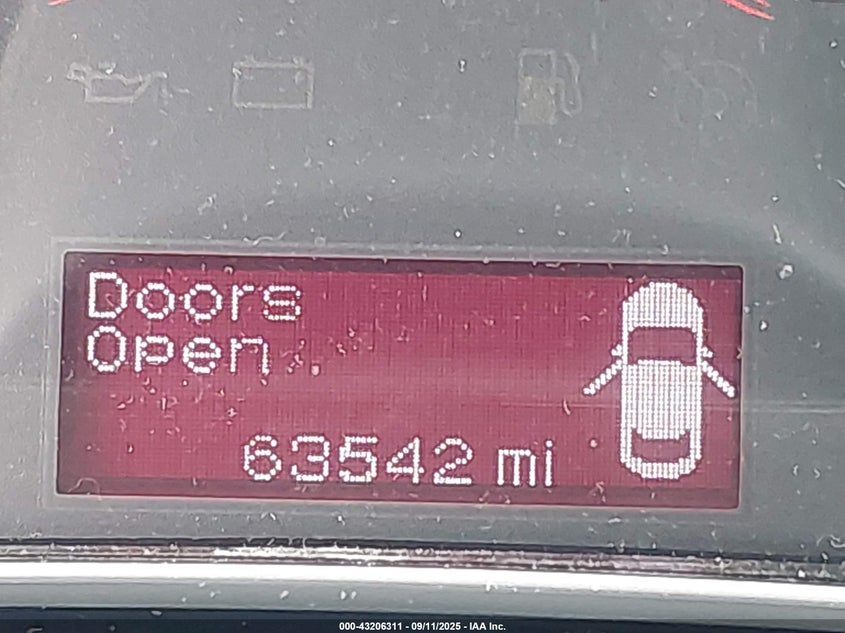 Doors
Open
63542 mi
000-43206311 - 09/11/2025 - IAA Inc.